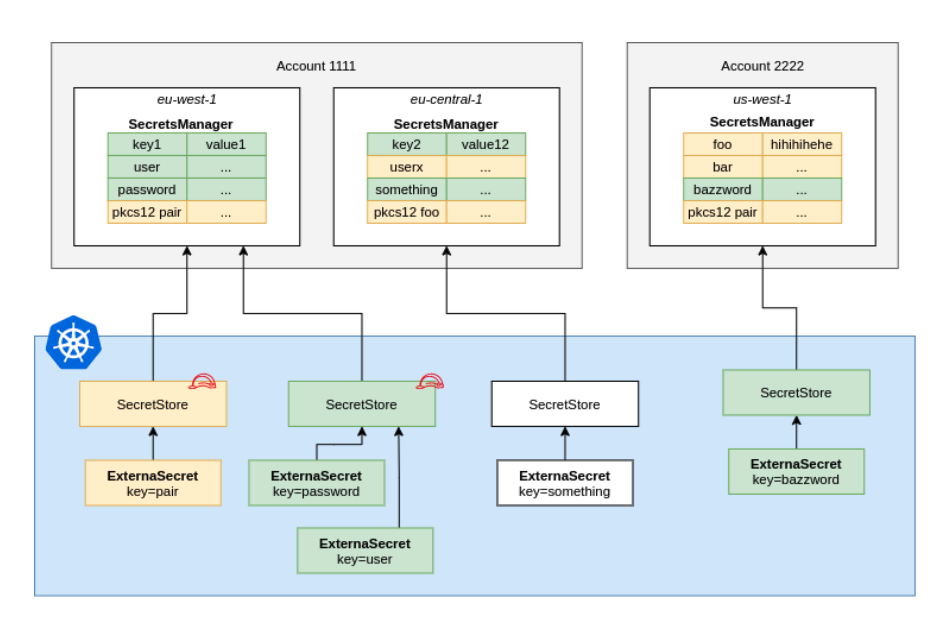 Account 1111
Account 2222
eu-west-1
SecretsManager
key1 value1
user ...
password ...
pkcs12 pair ...
eu-central-1
SecretsManager
key2 value12
userx ...
something ...
pkcs12 foo ...
us-west-1
SecretsManager
foo hihihihehe
bar ...
bazzword ...
pkcs12 pair ...
SecretStore
SecretStore
SecretStore
SecretStore
ExternaSecret
key=pair
ExternaSecret
key=password
ExternaSecret
key=something
ExternaSecret
key=bazzword
ExternaSecret
key=user